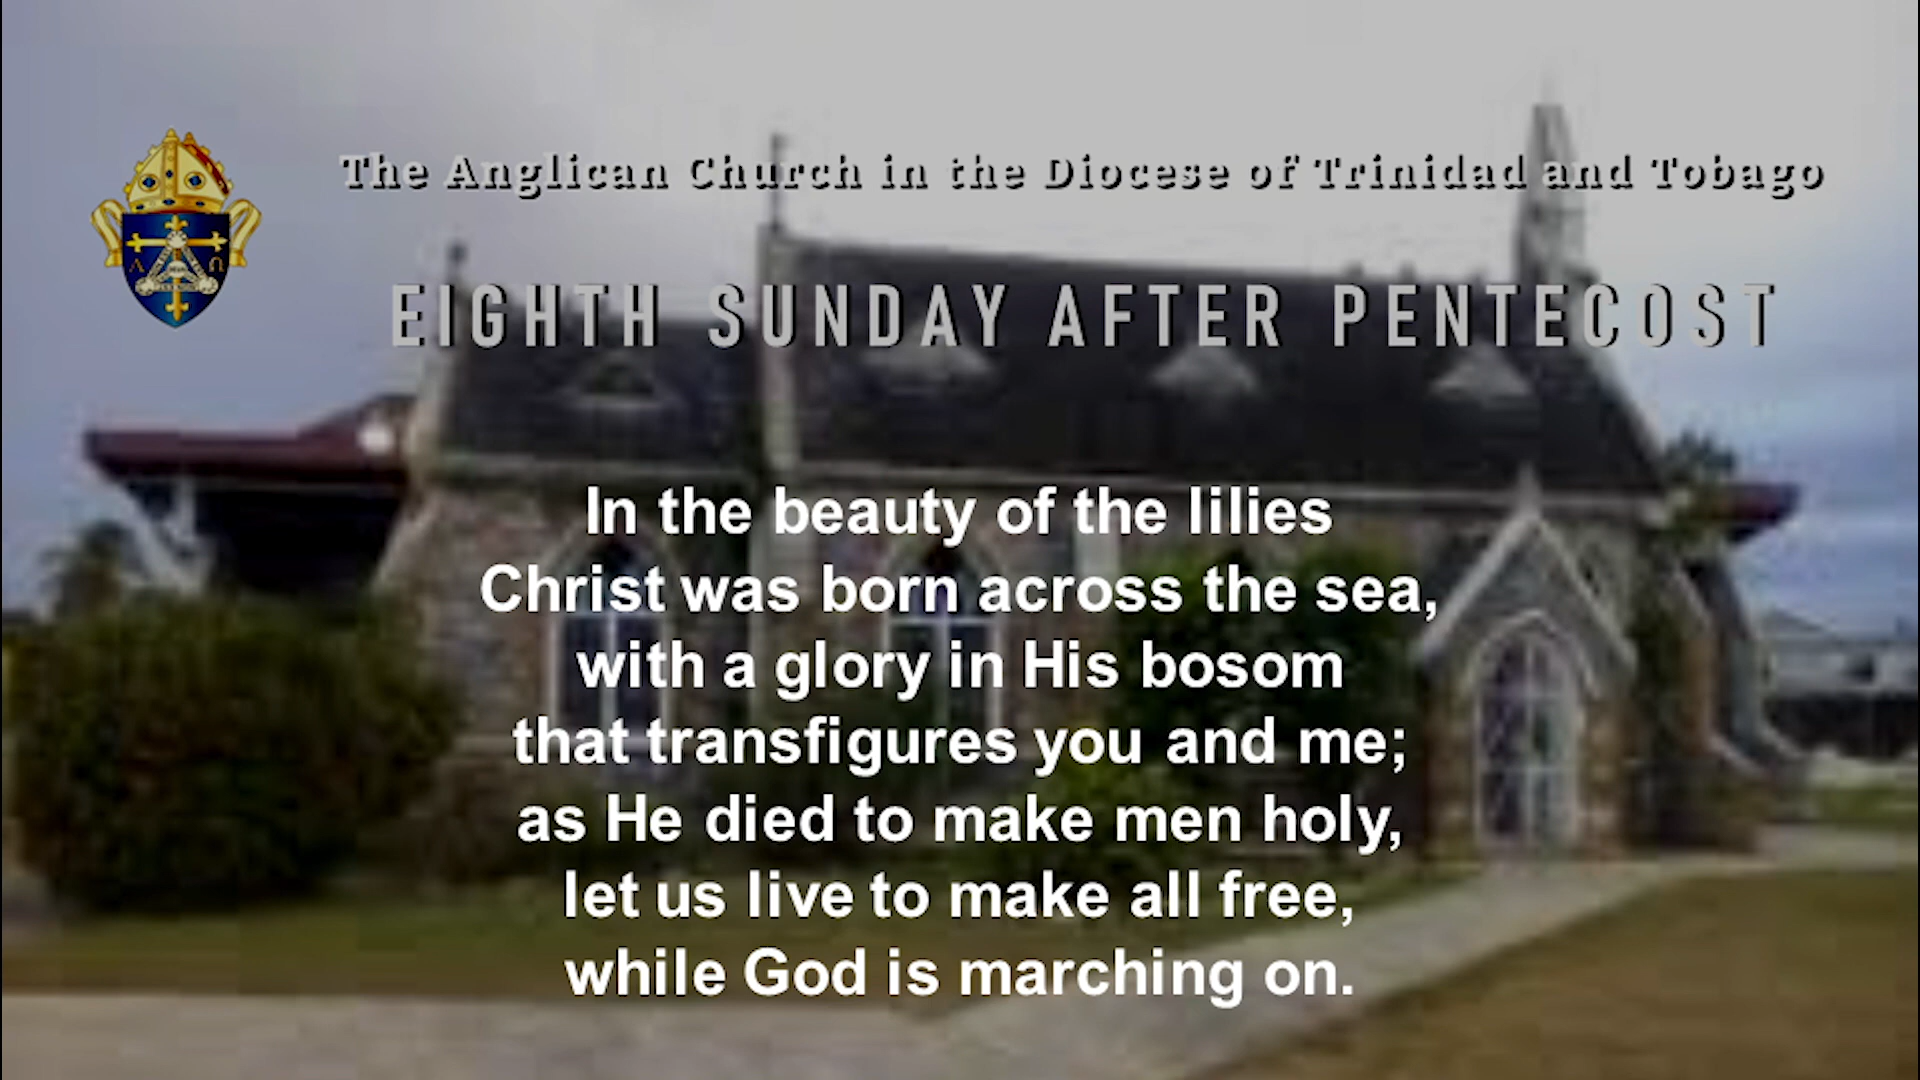 The Anglican Church in the Diocese of Trinidad and Tobago
EIGHTH SUNDAY AFTER PENTECOST
In the beauty of the lilies
Christ was born across the sea,
with a glory in His bosom
that transfigures you and me;
as He died to make men holy,
let us live to make all free,
while God is marching on.